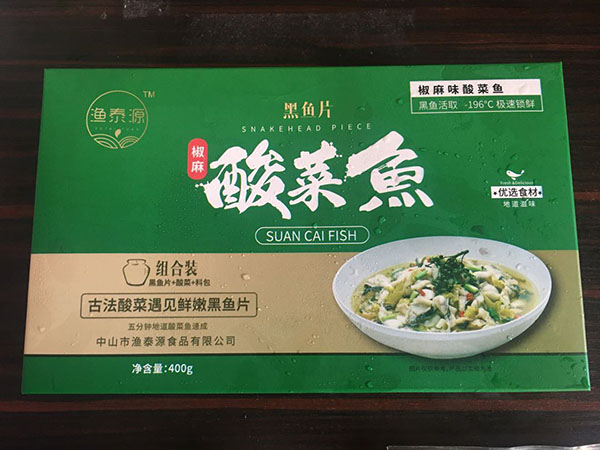 渔泰源
TM
黑鱼片
SNAKEHEAD PIECE
椒麻
酸菜魚
SUAN CAI FISH
椒麻味酸菜鱼
黑鱼活取 -196℃极速锁鲜
Fresh &Delicious
优选食材
地道滋味
组合装
黑鱼片+酸菜+料包
古法酸菜遇见鲜嫩黑鱼片
五分钟地道酸菜鱼速成
中山市渔泰源食品有限公司
净含量:400g